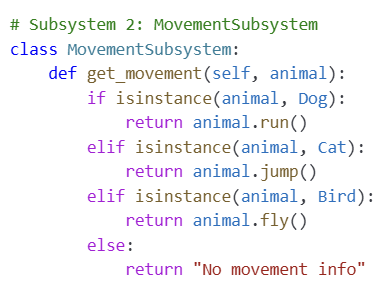 # Subsystem 2: MovementSubsystem
class MovementSubsystem:
    def get_movement(self, animal):
        if isinstance(animal, Dog):
            return animal.run()
        elif isinstance(animal, Cat):
            return animal.jump()
        elif isinstance(animal, Bird):
            return animal.fly()
        else:
            return "No movement info"